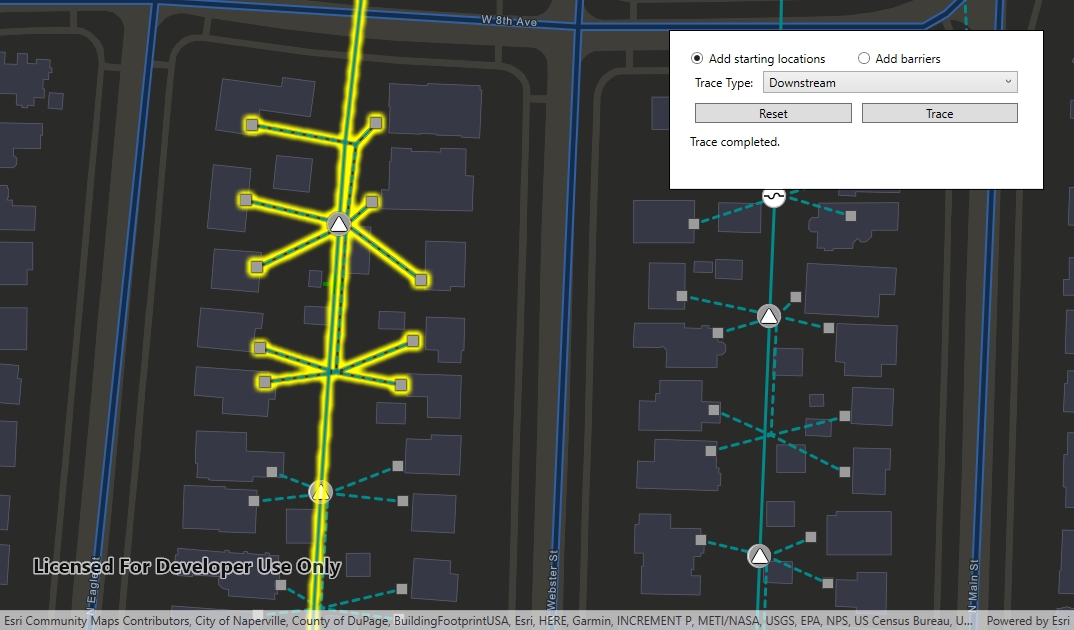 W 8th Ave
Add starting locations
Add barriers
Trace Type:
Downstream
Reset
Trace
Trace completed.
Licensed For Developer Use Only
N Eagle St
Webster St
N Main St
Esri Community Maps Contributors, City of Naperville, County of DuPage, BuildingFootprintUSA, Esri, HERE, Garmin, INCREMENT P, METI/NASA, USGS, EPA, NPS, US Census Bureau, U...
Powered by Esri